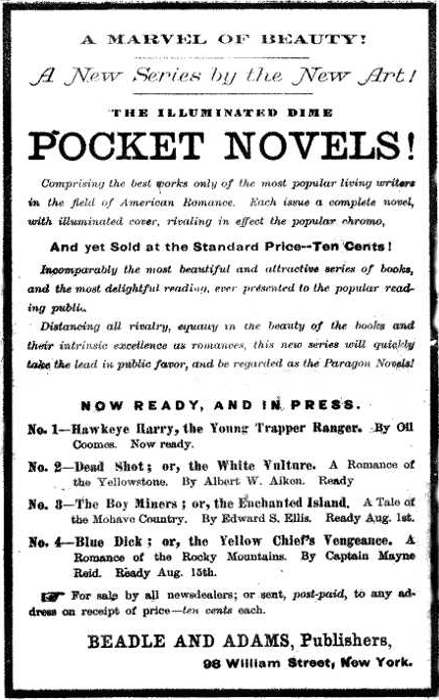 A MARVEL OF BEAUTY!
A New Series by the New Art!
THE ILLUMINATED DIME
POCKET NOVELS!
Comprising the best works only of the most popular living writers
in the field of American Romance. Each issue a complete novel,
with illuminated cover, rivaling in effect the popular chromo,
And yet Sold at the Standard Price--Ten Cents!
Incomparably the most beautiful and attractive series of books,
and the most delightful reading, ever presented to the popular read-
ing public.
Distancing all rivalry, equally in the beauty of the books and
their intrinsic excellence as romances, this new series will quickly
take the lead in public favor, and be regarded as the Paragon Novels!
NOW READY, AND IN PRESS.
No. 1—Hawkeye Harry, the Young Trapper Ranger. By Oll
Coomes. Now ready.
No. 2—Dead Shot; or, the White Vulture. A Romance of
the Yellowstone. By Albert W. Aiken. Ready
No. 3—The Boy Miners; or, the Enchanted Island. A Tale of
the Mohave Country. By Edward S. Ellis. Ready Aug. 1st.
No. 4—Blue Dick; or, the Yellow Chief's Vengeance. A
Romance of the Rocky Mountains. By Captain Mayne
Reid. Ready Aug. 15th.
☛ For sale by all newsdealers; or sent, post-paid, to any ad-
dress on receipt of price—ten cents each.
BEADLE AND ADAMS, Publishers,
98 William Street, New York.